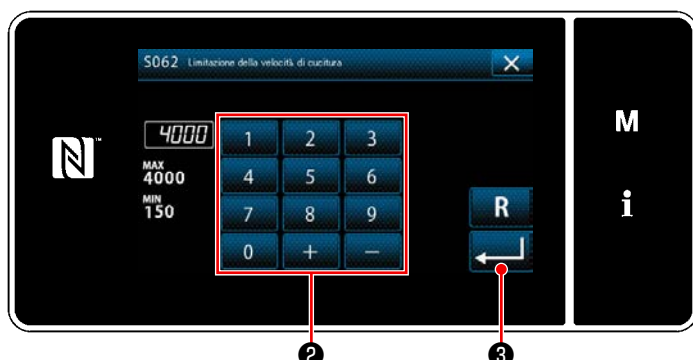 S062 Limitazione della velocità di cucitura
4000 1 2 3
MAX
4000 4 5 6
MIN
150 7 8 9 R
0 + −
M
i
N™
❷ ❸